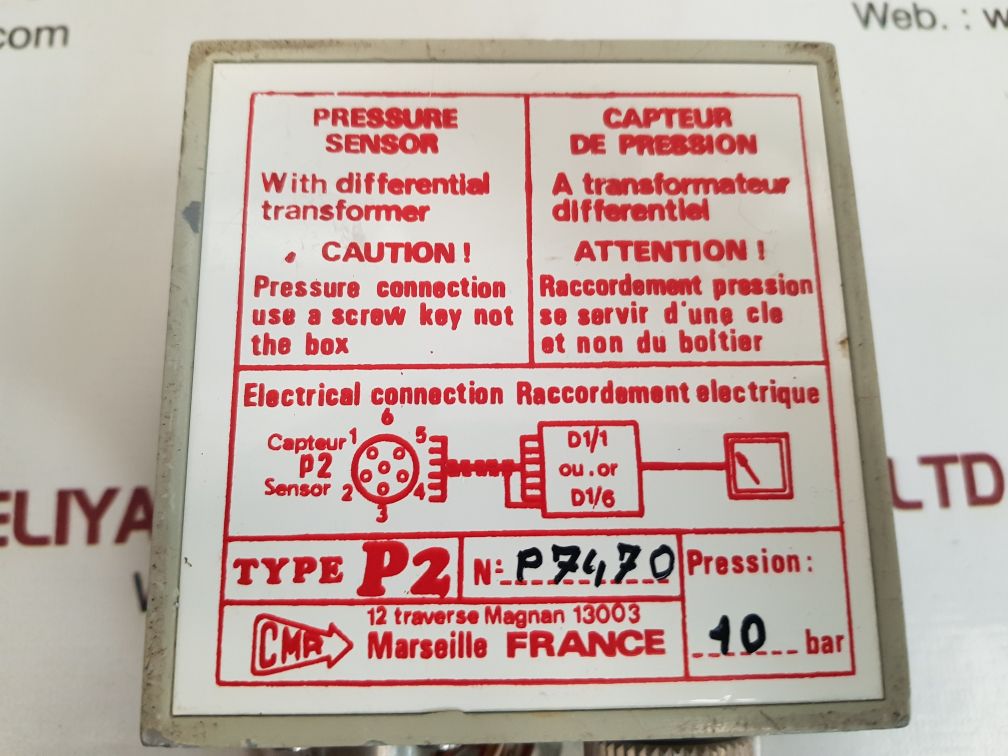 .com
Web. : w
PRESSURE
SENSOR
With differential
transformer
CAUTION !
Pressure connection
use a screw key not
the box
CAPTEUR
DE PRESSION
A transformateur
differentiel
ATTENTION !
Raccordement pression
se servir d'une cle
et non du boîtier
Electrical connection Raccordement electrique
6
Capteur 1 5
P2
Sensor 2 4
3
D1/1
ou . or
D1/6
TYPE P2
N: P7470
Pression:
10 bar
CMR
12 traverse Magnan 13003
Marseille FRANCE
ELIYA
LTD